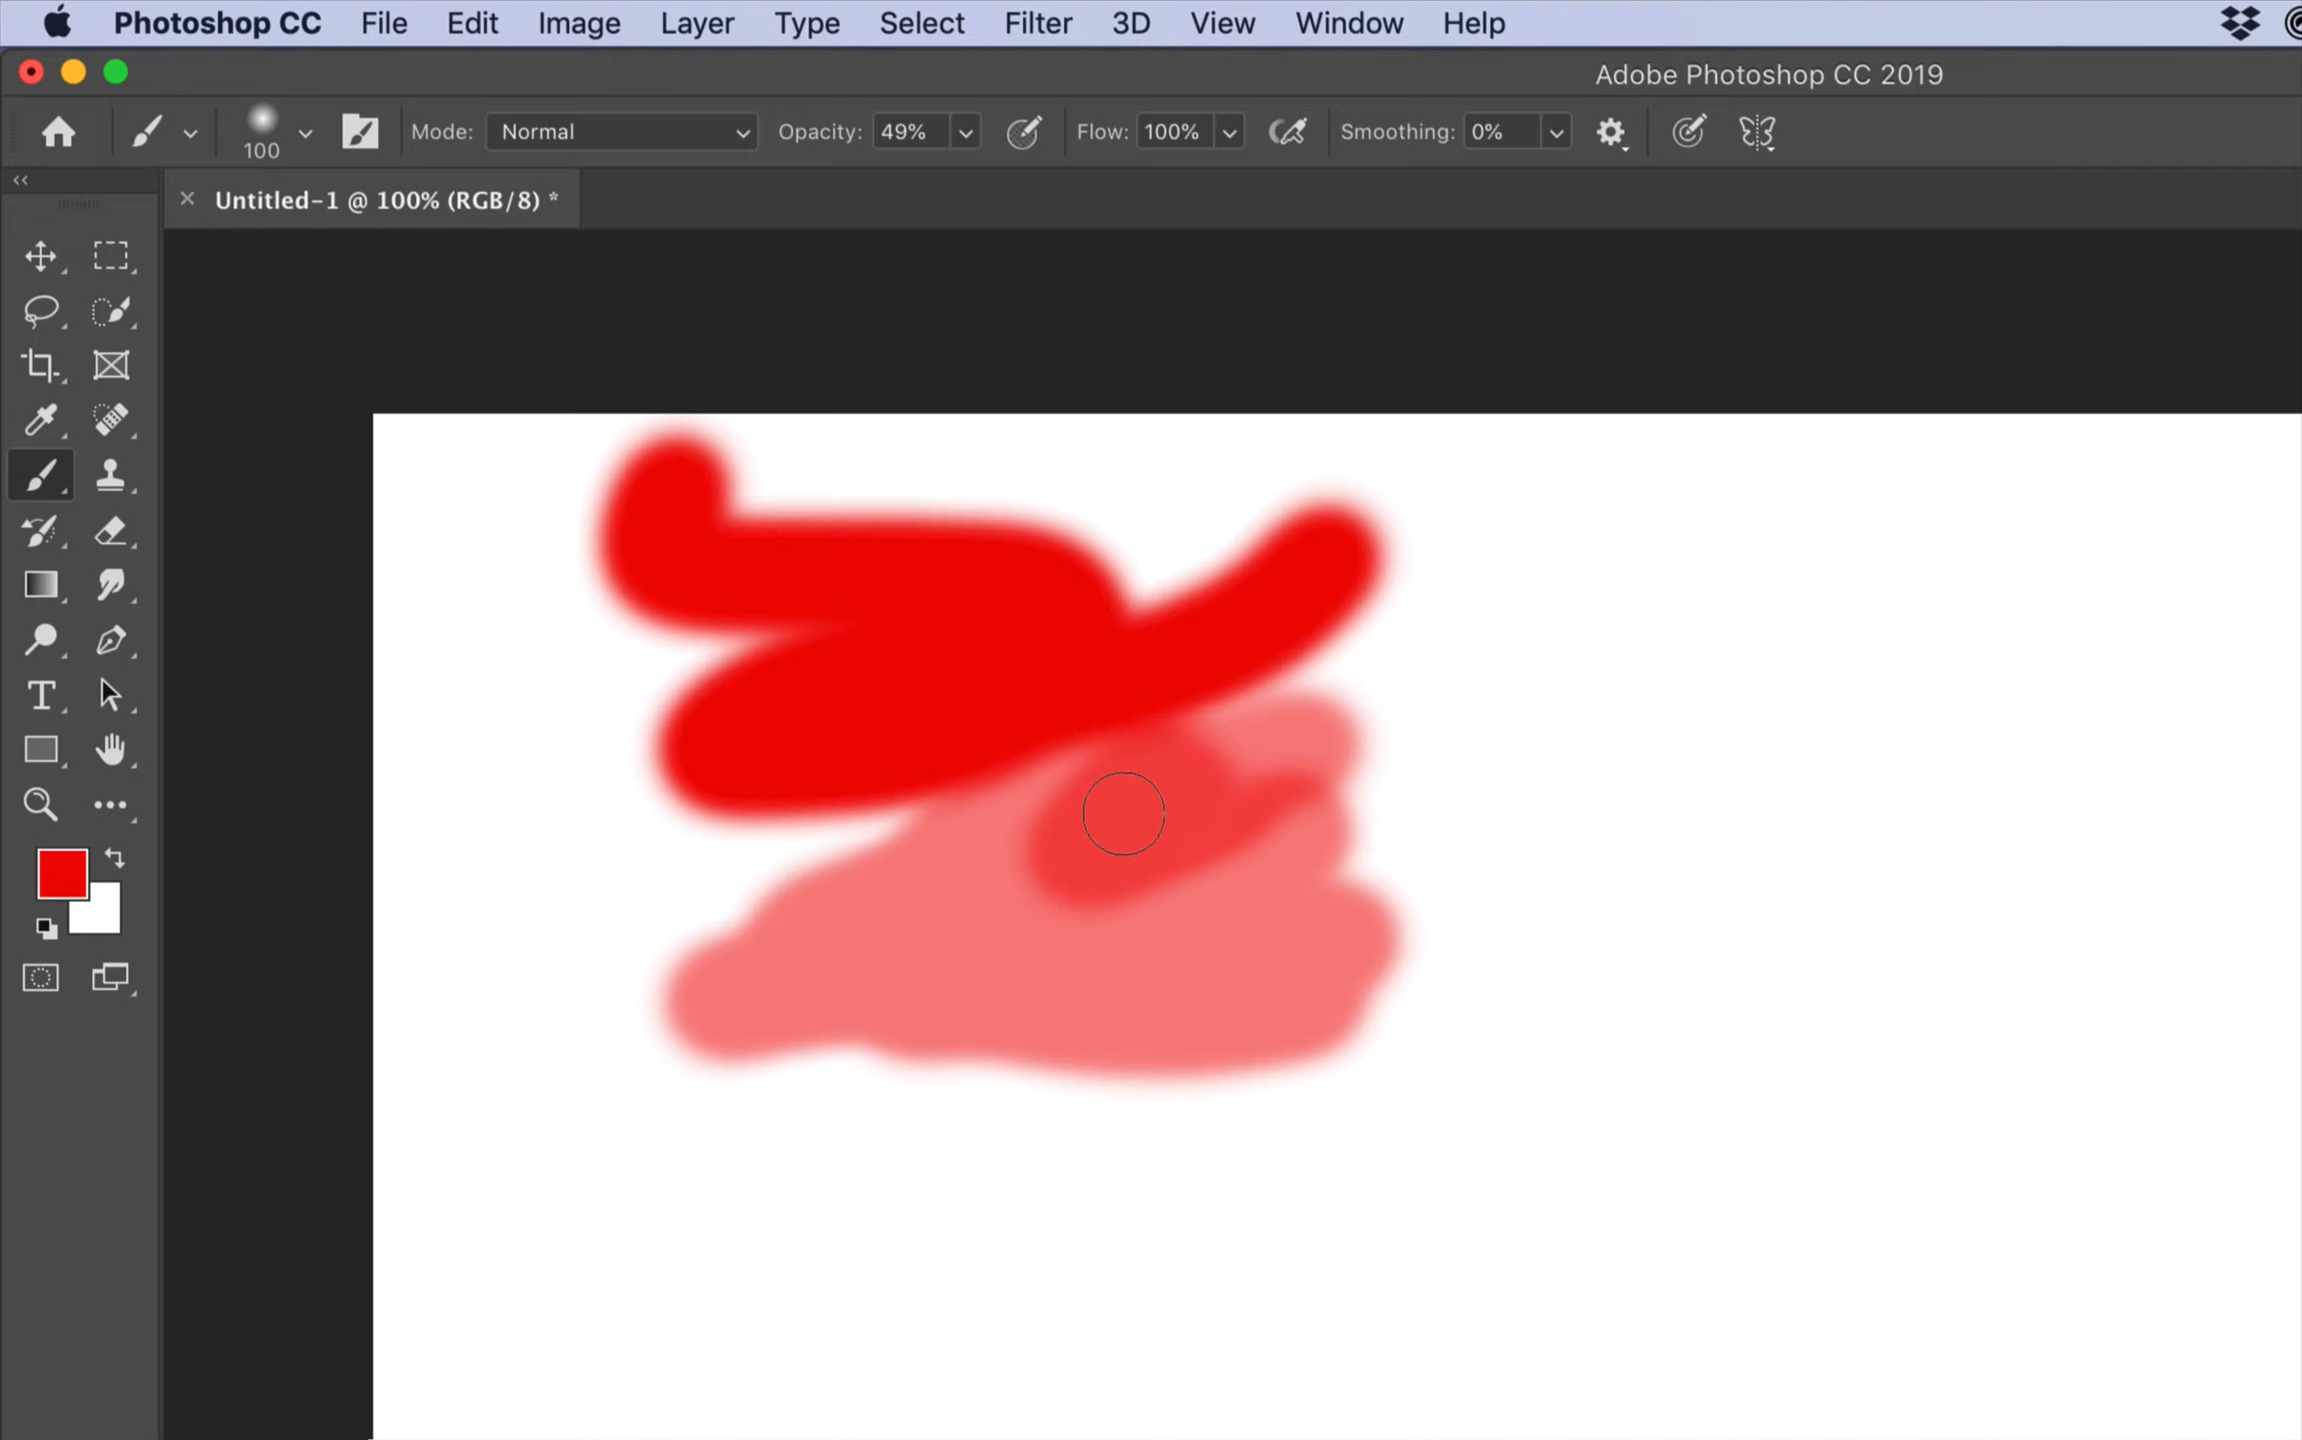 Photoshop CC File Edit Image Layer Type Select Filter 3D View Window Help
Adobe Photoshop CC 2019
100 Mode: Normal Opacity: 49% Flow: 100% Smoothing: 0%
Untitled-1 @ 100% (RGB/8) *